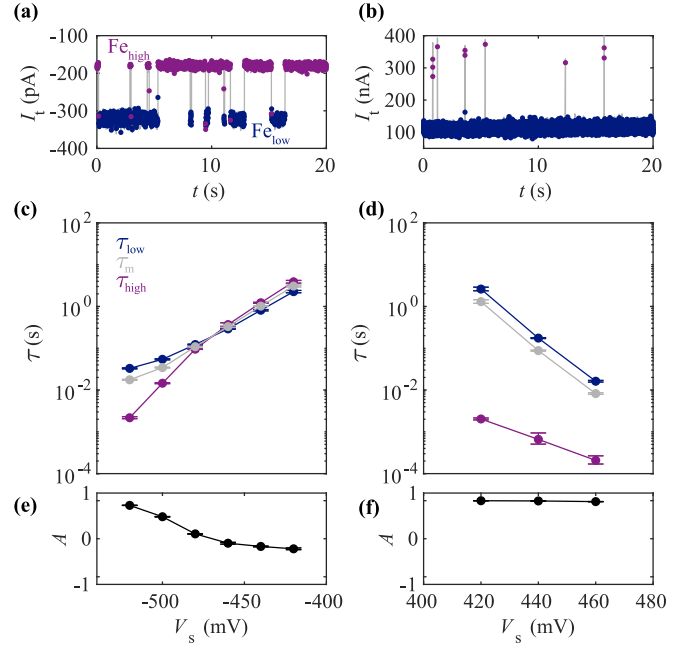 (a)
-100
-200
-300
-400
I_t (pA)
Fe_high
Fe_low
0
10
20
t (s)
(b)
400
300
200
100
I_t (nA)
0
10
20
t (s)
(c)
10^2
10^0
10^-2
10^-4
τ (s)
τ_low
τ_m
τ_high
(d)
10^2
10^0
10^-2
10^-4
τ (s)
(e)
1
0
-1
A
-500
-450
-400
V_s (mV)
(f)
1
0
-1
A
400
420
440
460
480
V_s (mV)